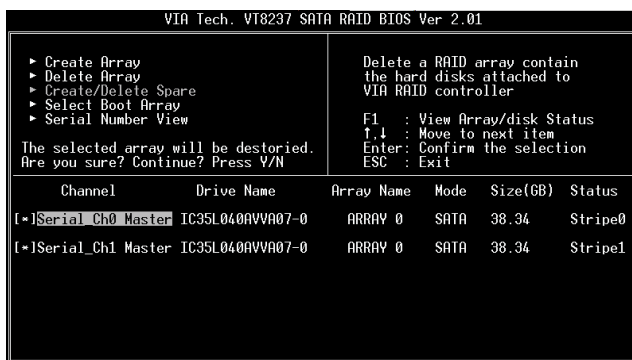 VIA Tech. VT8237 SATA RAID BIOS Ver 2.01
► Create Array
► Delete Array
► Create/Delete Spare
► Select Boot Array
► Serial Number View
The selected array will be destoried.
Are you sure? Continue? Press Y/N
Delete a RAID array contain
the hard disks attached to
VIA RAID controller
F1 : View Array/disk Status
↑,↓ : Move to next item
Enter: Confirm the selection
ESC : Exit
Channel Drive Name Array Name Mode Size(GB) Status
[*]Serial_Ch0 Master IC35L040AVVA07-0 ARRAY 0 SATA 38.34 Stripe0
[*]Serial_Ch1 Master IC35L040AVVA07-0 ARRAY 0 SATA 38.34 Stripe1